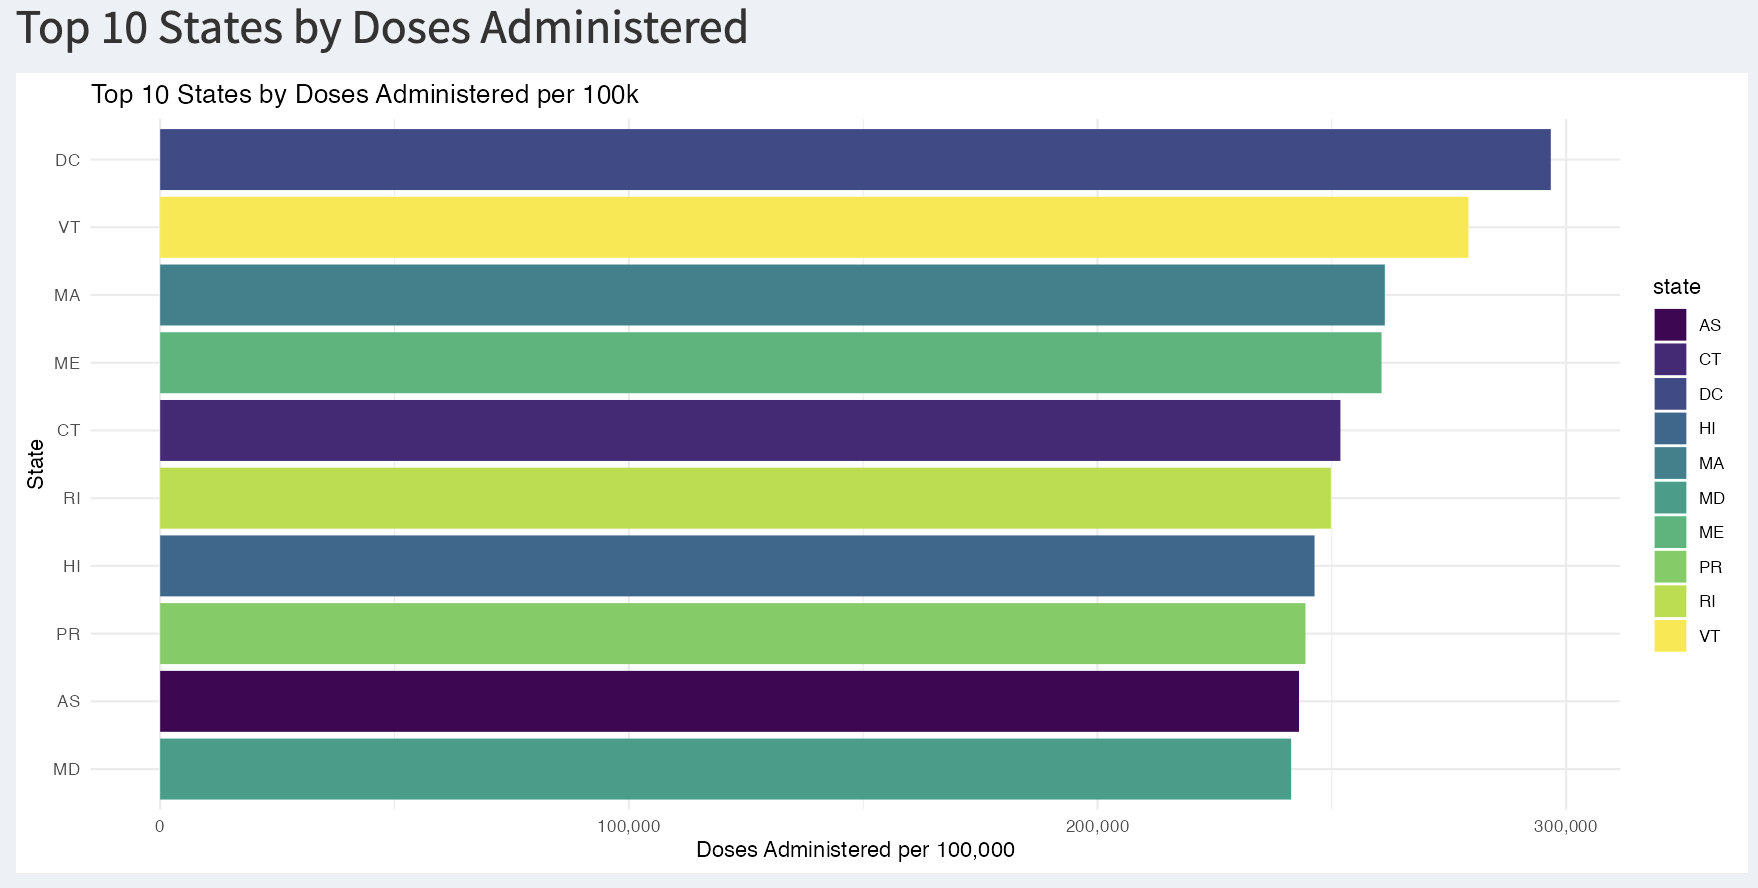 Top 10 States by Doses Administered
Top 10 States by Doses Administered per 100k
DC
VT
MA
ME
CT
RI
HI
PR
AS
MD
State
0 100,000 200,000 300,000
Doses Administered per 100,000
state
AS
CT
DC
HI
MA
MD
ME
PR
RI
VT